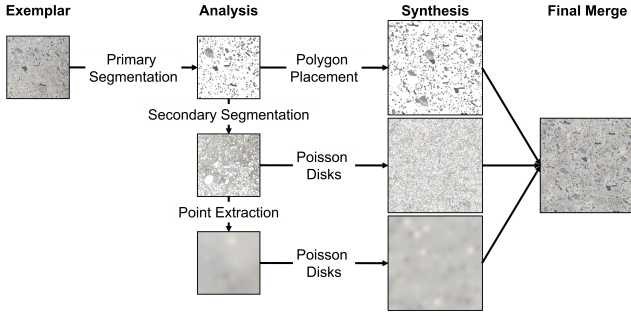 Exemplar
Analysis
Synthesis
Final Merge
Primary
Segmentation
Polygon
Placement
Secondary Segmentation
Poisson
Disks
Point Extraction
Poisson
Disks